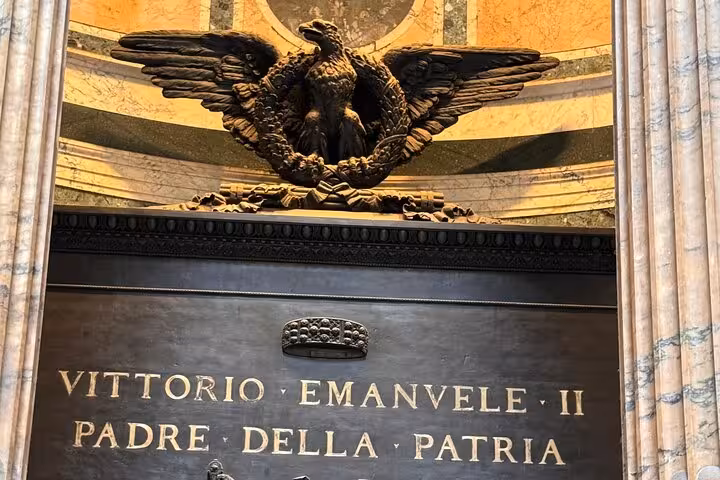 VITTORIO · EMANVELE · II
PADRE · DELLA · PATRIA